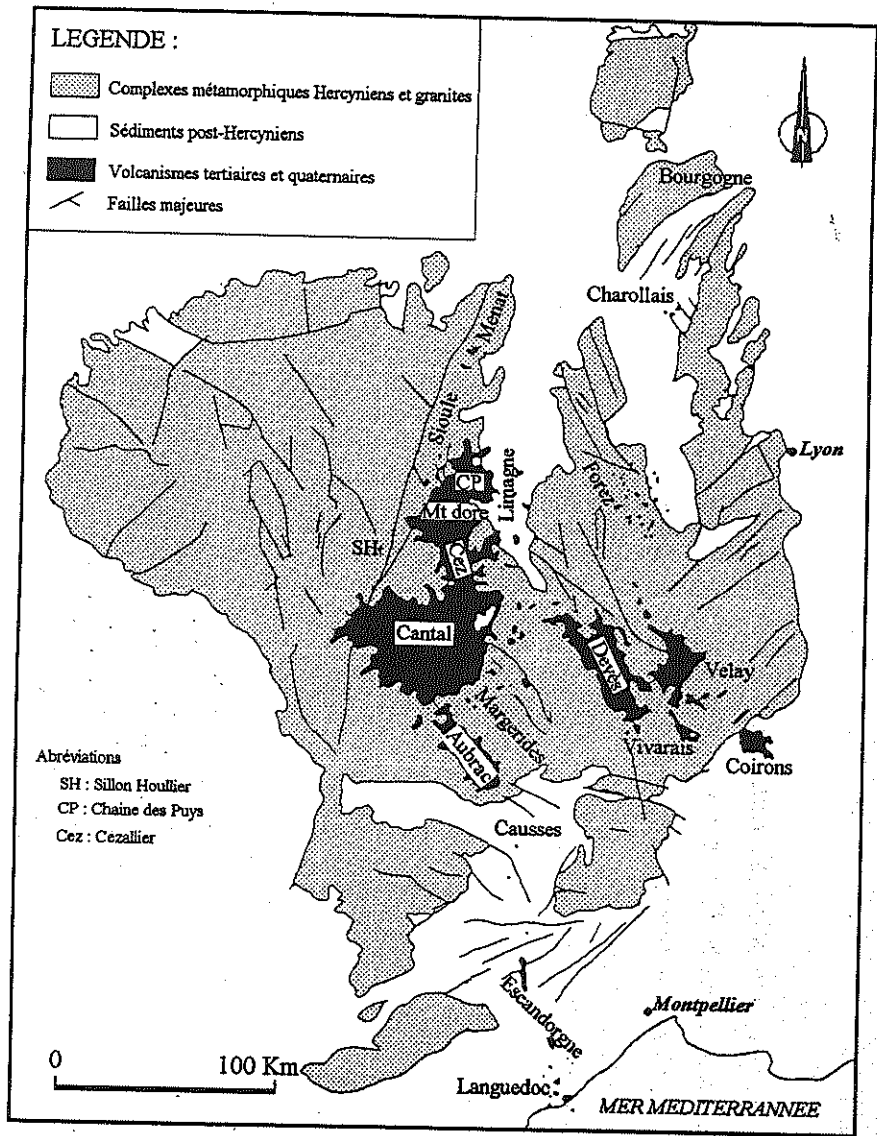 LEGENDE :
Complexes métamorphiques Hercyniens et granites
Sédiments post-Hercyniens
Volcanismes tertiaires et quaternaires
Failles majeures
N
Bourgogne
Charollais
Menat
Sioule
Lyon
CP
Limagne
Forez
Mt dore
SH
Cez
Cantal
Devès
Velay
Margerides
Vivarais
Aubrac
Coirons
Abréviations
SH : Sillon Houllier
CP : Chaine des Puys
Cez : Cezallier
Causses
Escandorgne
Montpellier
0
100 Km
Languedoc
MER MEDITERRANNEE